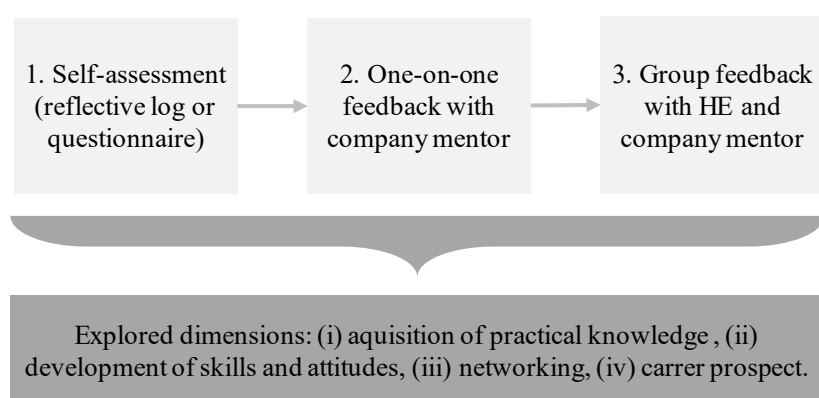 1. Self-assessment
(reflective log or
questionnaire)
2. One-on-one
feedback with
company mentor
3. Group feedback
with HE and
company mentor
Explored dimensions: (i) aquisition of practical knowledge , (ii)
development of skills and attitudes, (iii) networking, (iv) carrer prospect.